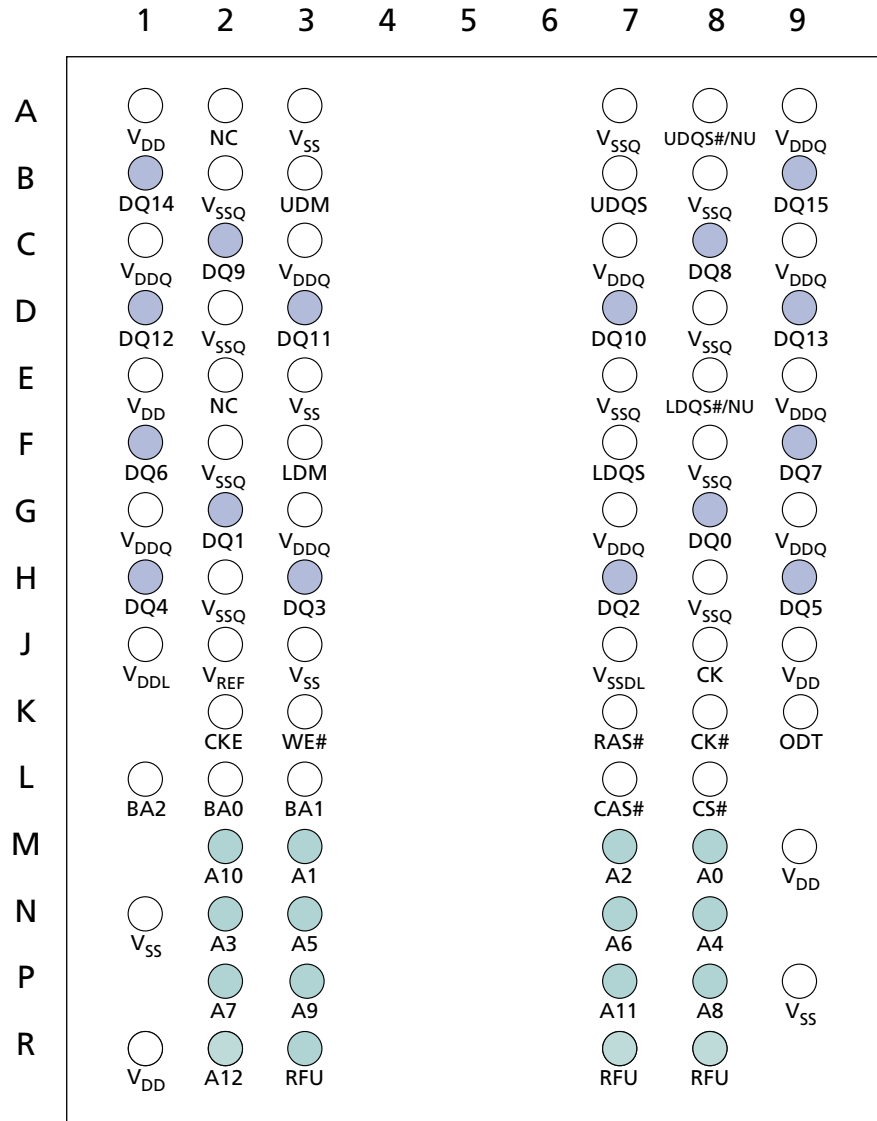 1 2 3 4 5 6 7 8 9
A
VDD NC VSS VSSQ UDQS#/NU VDDQ
B
DQ14 VSSQ UDM UDQS VSSQ DQ15
C
VDDQ DQ9 VDDQ VDDQ DQ8 VDDQ
D
DQ12 VSSQ DQ11 DQ10 VSSQ DQ13
E
VDD NC VSS VSSQ LDQS#/NU VDDQ
F
DQ6 VSSQ LDM LDQS VSSQ DQ7
G
VDDQ DQ1 VDDQ VDDQ DQ0 VDDQ
H
DQ4 VSSQ DQ3 DQ2 VSSQ DQ5
J
VDDL VREF VSS VSSDL CK VDD
K
CKE WE# RAS# CK# ODT
L
BA2 BA0 BA1 CAS# CS#
M
A10 A1 A2 A0 VDD
N
VSS A3 A5 A6 A4
P
A7 A9 A11 A8 VSS
R
VDD A12 RFU RFU RFU